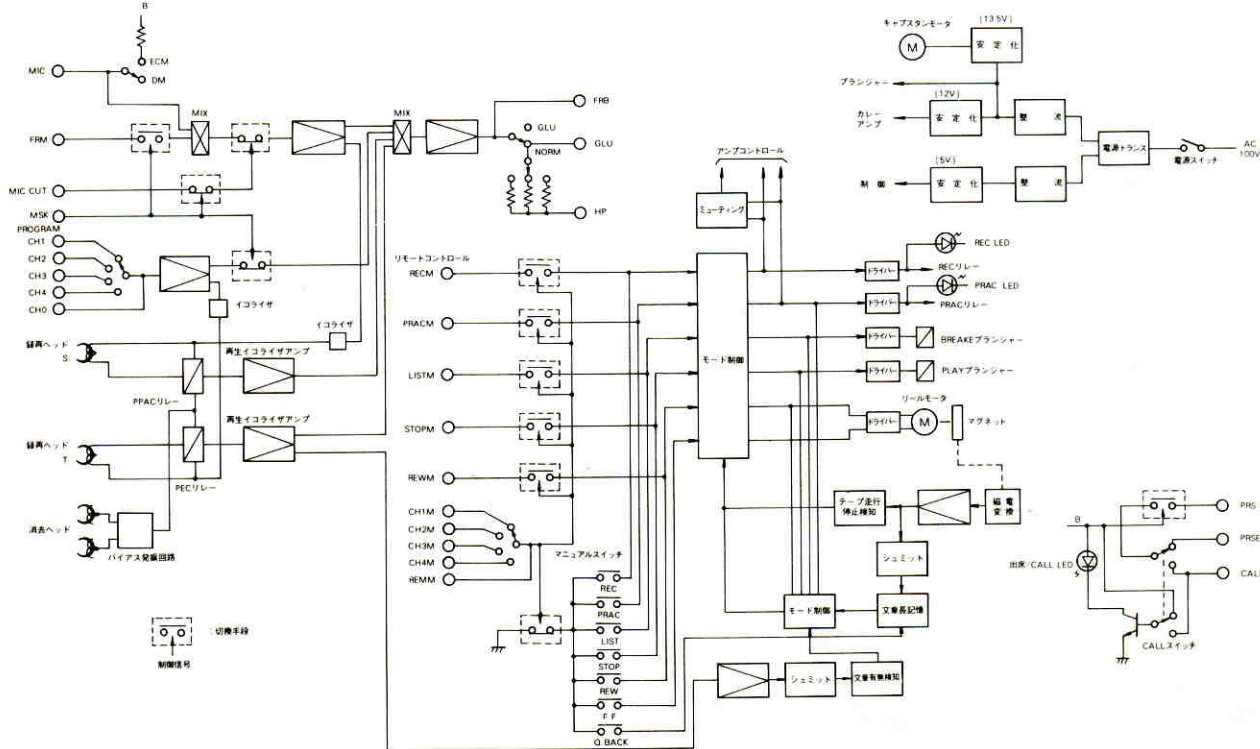 B
ECM
DM
MIC
MIX
FRM
MIC CUT
MSK
PROGRAM
CH1
CH2
CH3
CH4
CH0
イコライザ
イコライザ
録再ヘッド
S
再生イコライザアンプ
PPACリレー
再生イコライザアンプ
録再ヘッド
T
PECリレー
消去ヘッド
バイアス発振回路
:切換手段
制御信号
MIX
FRB
GLU
NORM
GLU
HP
リモートコントロール
RECM
PRACM
LISTM
STOPM
REWM
CH1M
CH2M
CH3M
CH4M
REMM
マニュアルスイッチ
REC
PRAC
LIST
STOP
REW
F F
Q.BACK
アンプコントロール
ミューティング
モード制御
ドライバー
REC LED
RECリレー
ドライバー
PRAC LED
PRACリレー
ドライバー
BREAKEプランジャー
ドライバー
PLAYプランジャー
リールモータ
ドライバー
M
マグネット
テープ走行
停止検知
磁電
変換
シュミット
モード制御
文章長記憶
シュミット
文章有無検知
キャプスタンモータ
M
(13.5V)
安定化
プランジャー
(12V)
カレー
アンプ
安定化
整流
(5V)
制御
安定化
整流
電源トランス
電源スイッチ
AC
100V
B
出席/CALL LED
PRS
PRSE
CALL
CALLスイッチ